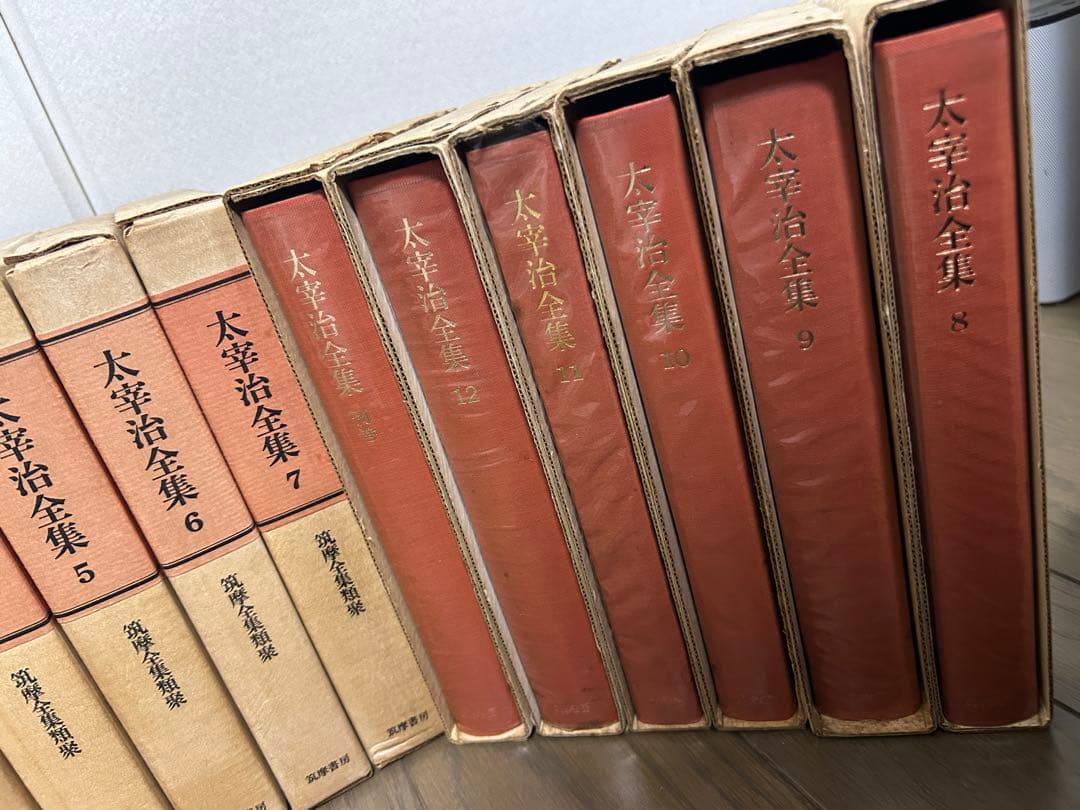 太宰治全集 5
筑摩全集類聚
太宰治全集 6
筑摩全集類聚
太宰治全集 7
筑摩全集類聚
筑摩書房
太宰治全集 別巻
太宰治全集 12
太宰治全集 11
太宰治全集 10
太宰治全集 9
太宰治全集 8